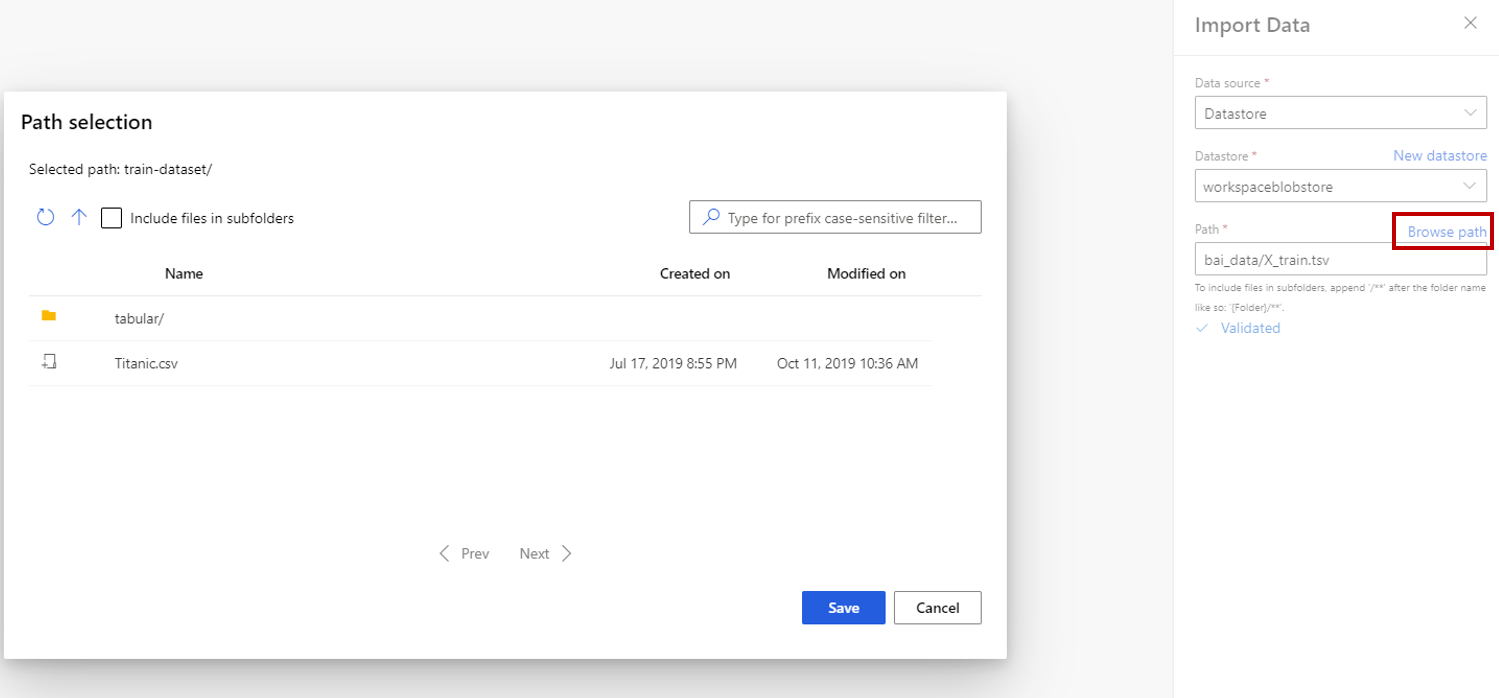 Path selection
Selected path: train-dataset/
Include files in subfolders
Type for prefix case-sensitive filter...
Name Created on Modified on
tabular/
Titanic.csv Jul 17, 2019 8:55 PM Oct 11, 2019 10:36 AM
Prev Next
Save Cancel
Import Data
Data source *
Datastore
Datastore * New datastore
workspaceblobstore
Path * Browse path
bai_data/X_train.tsv
To include files in subfolders, append '/**' after the folder name
like so: '{Folder}/**'.
Validated